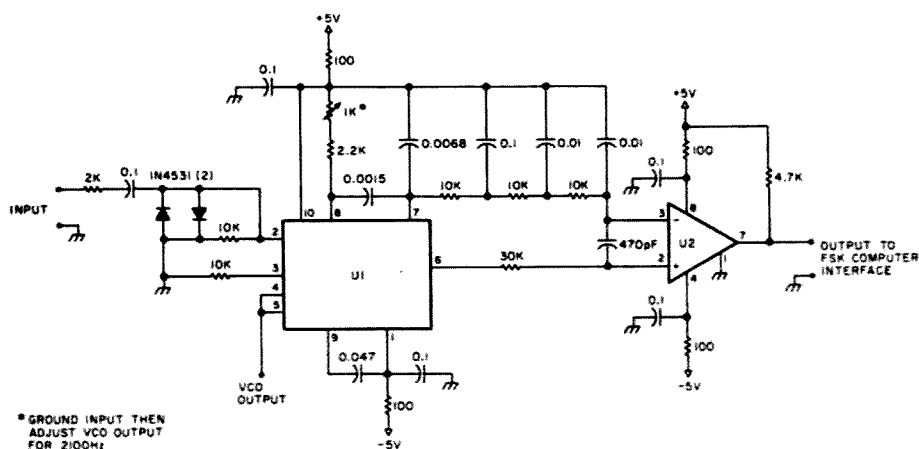 +5V
100
0.1
1K*
+5V
0.0068
0.1
0.01
0.01
2.2K
0.1
100
2K
0.1
1N4531 (2)
0.0015
10K
10K
10K
4.7K
INPUT
10
8
7
8
10K
2
3
−
470pF
U2
7
OUTPUT TO
FSK COMPUTER
INTERFACE
10K
3
U1
6
30K
2
+
1
4
4
5
0.1
9
1
0.047
0.1
100
VCO
OUTPUT
100
-5V
-5V
* GROUND INPUT THEN
ADJUST VCO OUTPUT
FOR 2100Hz